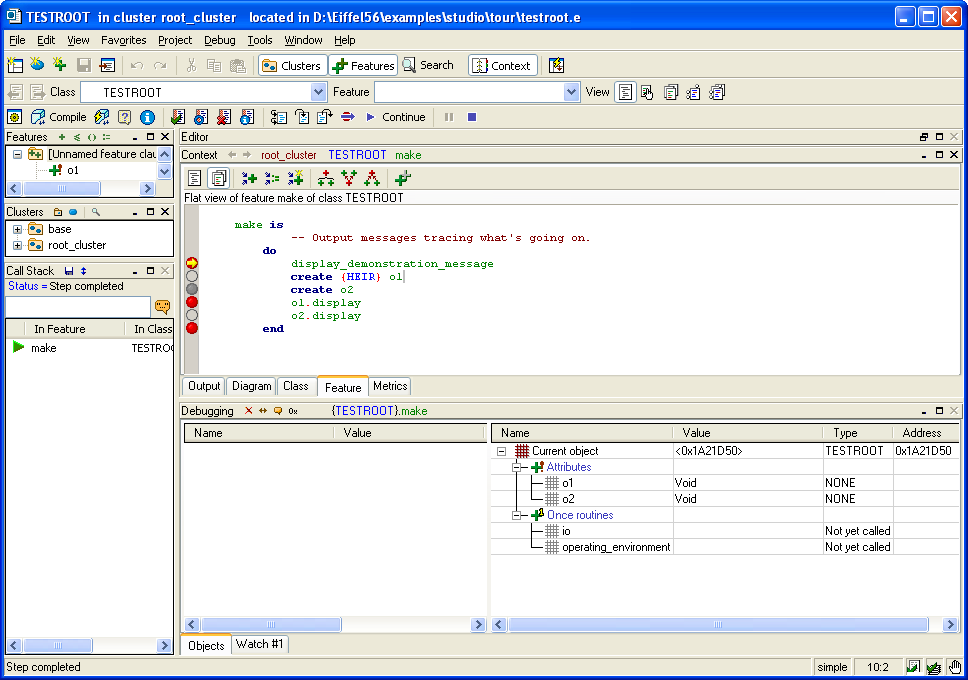 TESTROOT in cluster root_cluster located in D:\Eiffel56\examples\studio\tour\testroot.e
File Edit View Favorites Project Debug Tools Window Help
Clusters Features Search Context
Class TESTROOT Feature View
Compile Continue
Features
[Unnamed feature clau
o1
Clusters
base
root_cluster
Call Stack
Status = Step completed
In Feature In Class
make TESTROO
Editor
Context root_cluster TESTROOT make
Flat view of feature make of class TESTROOT
make is
-- Output messages tracing what's going on.
do
display_demonstration_message
create {HEIR} o1
create o2
o1.display
o2.display
end
Output Diagram Class Feature Metrics
Debugging 0x {TESTROOT}.make
Name Value
Name Value Type Address
Current object <0x1A21D50> TESTROOT 0x1A21D50
Attributes
o1 Void NONE
o2 Void NONE
Once routines
io Not yet called
operating_environment Not yet called
Objects Watch #1
Step completed simple 10:2